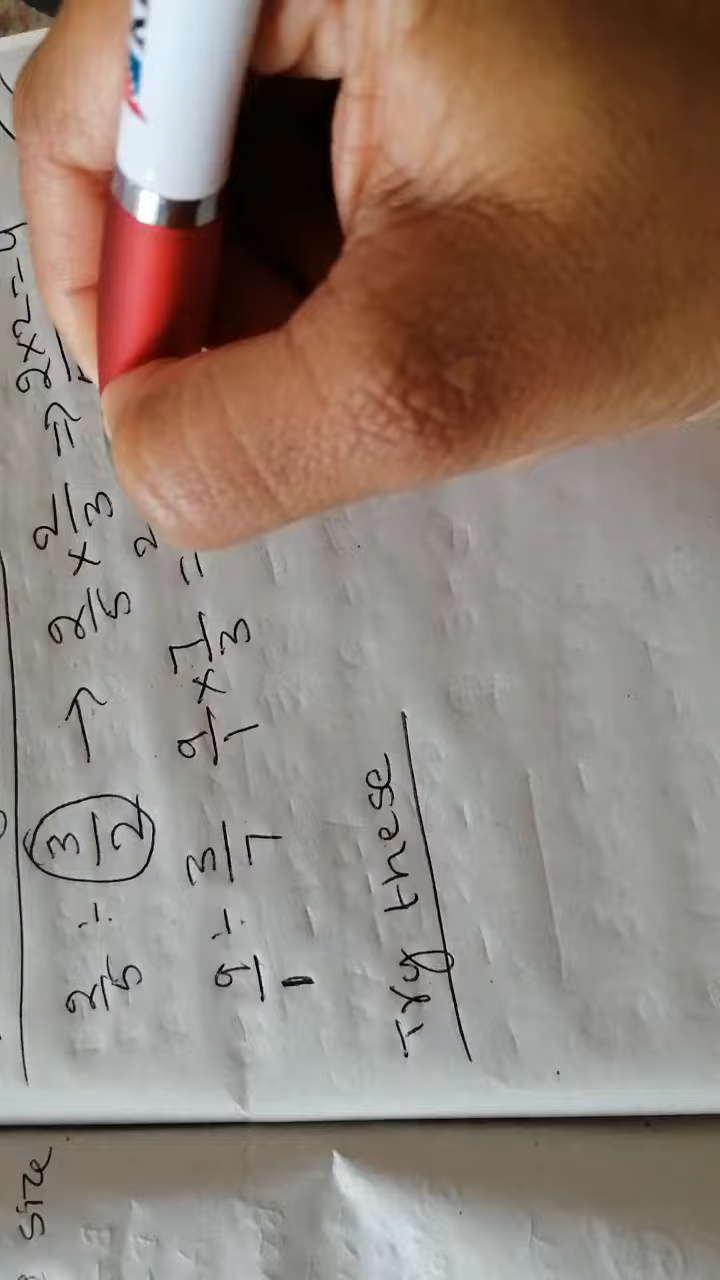 2/5 ÷ 3/2 → 2/5 × 2/3 ⇒ 2×2 = 4
2
9/1 ÷ 3/7 9/1 × 7/3 =
Try these
size